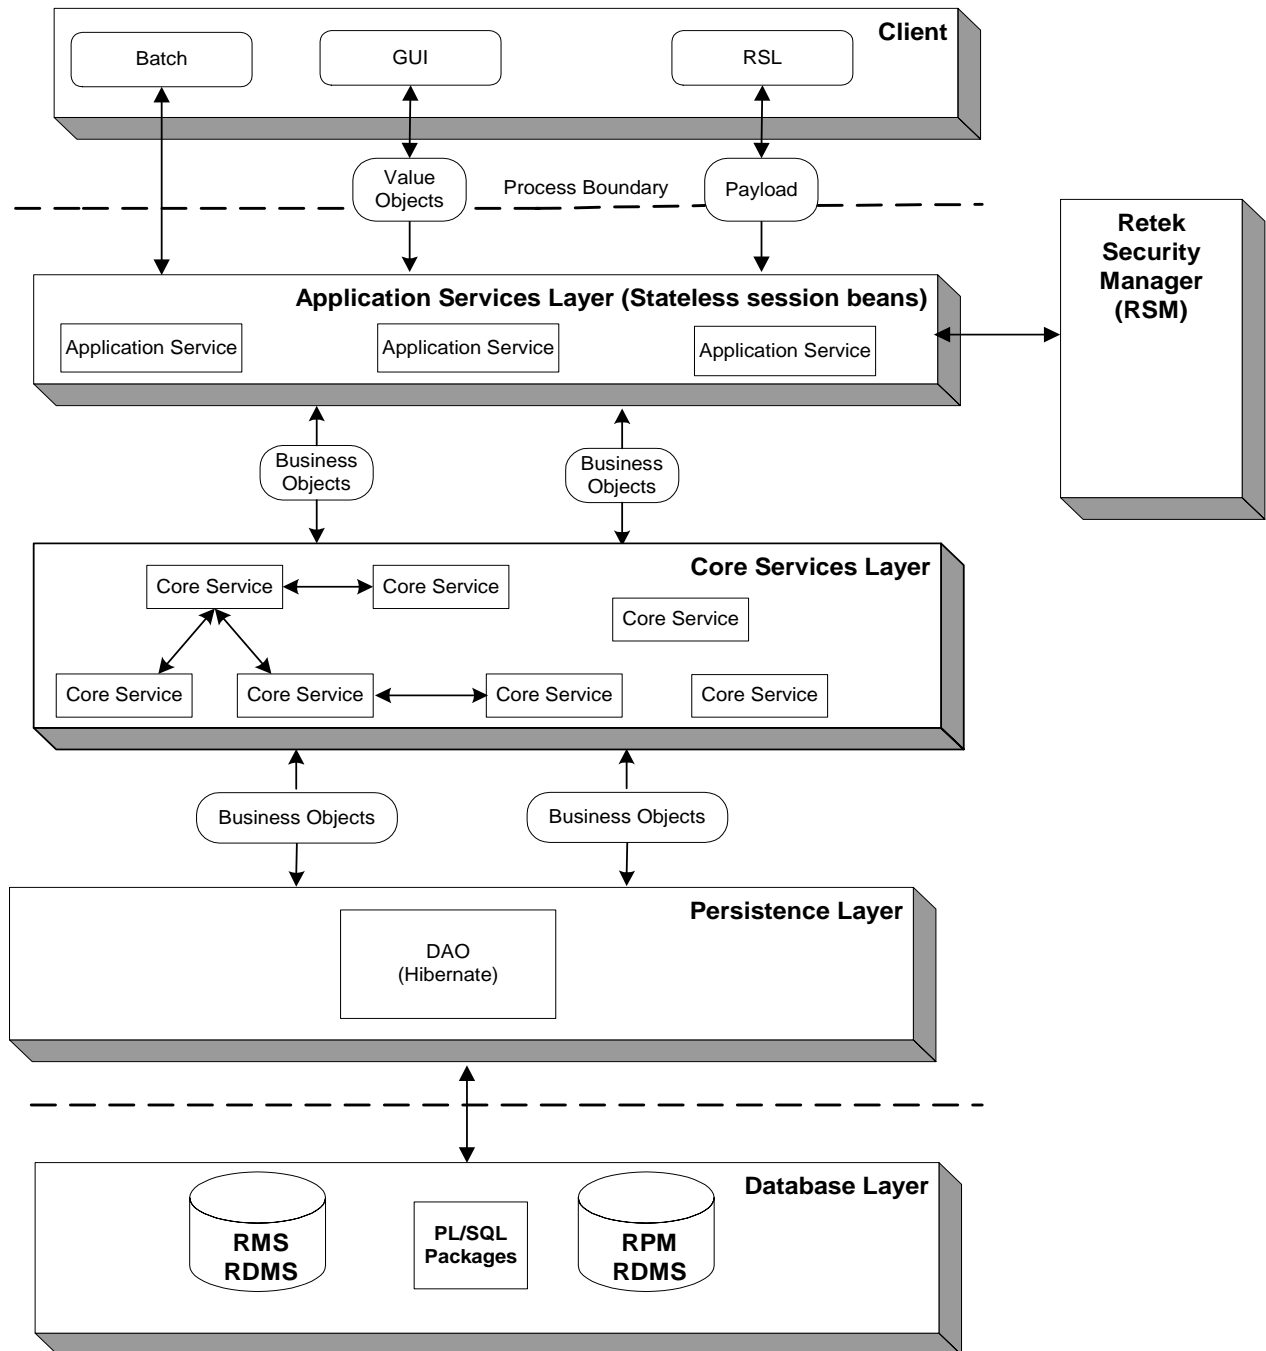 Client
Batch
GUI
RSL
Value
Objects
Process Boundary
Payload
Retek
Security
Manager
(RSM)
Application Services Layer (Stateless session beans)
Application Service
Application Service
Application Service
Business
Objects
Business
Objects
Core Services Layer
Core Service
Core Service
Core Service
Core Service
Core Service
Core Service
Core Service
Business Objects
Business Objects
Persistence Layer
DAO
(Hibernate)
Database Layer
RMS
RDMS
PL/SQL
Packages
RPM
RDMS